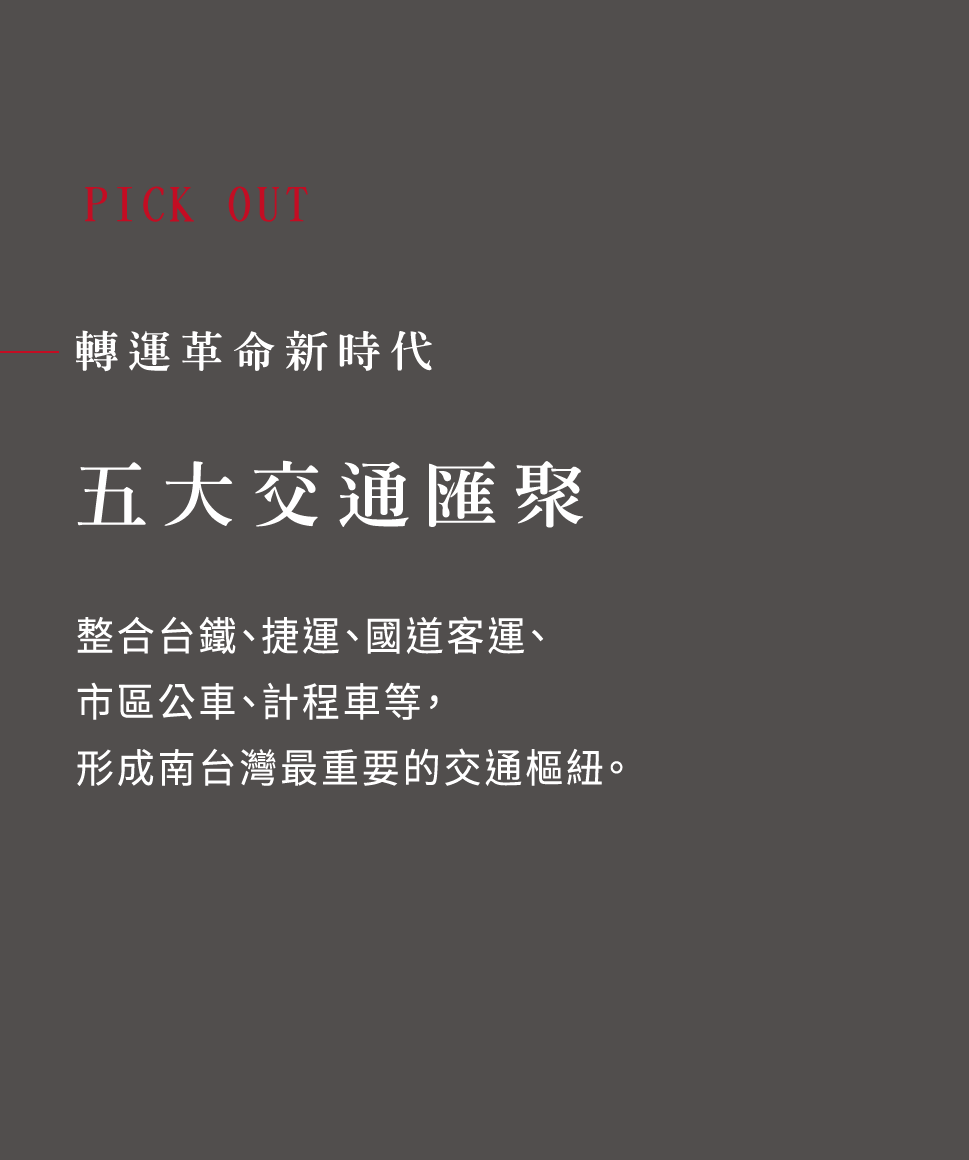 PICK OUT
轉運革命新時代
五大交通匯聚
整合台鐵、捷運、國道客運、
市區公車、計程車等，
形成南台灣最重要的交通樞紐。